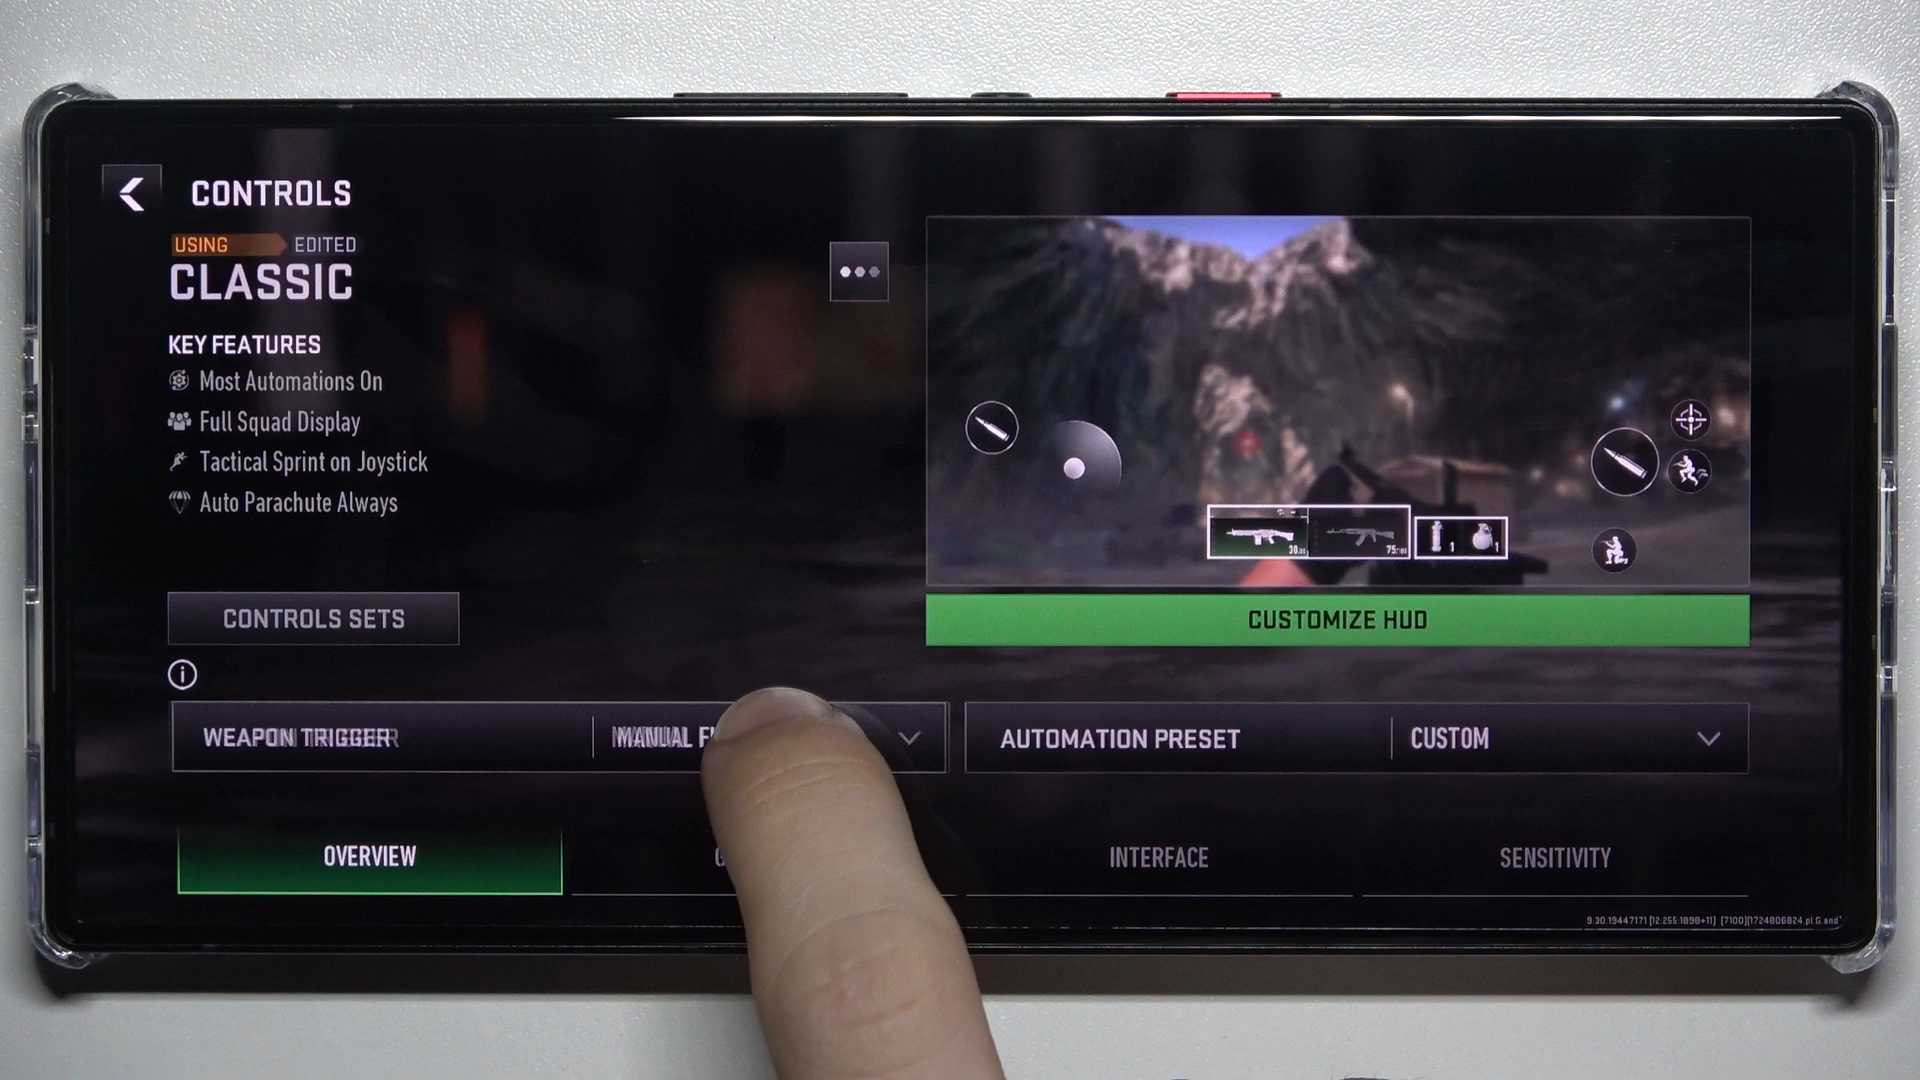 CONTROLS
USING EDITED
CLASSIC
KEY FEATURES
Most Automations On
Full Squad Display
Tactical Sprint on Joystick
Auto Parachute Always
CONTROLS SETS
CUSTOMIZE HUD
WEAPON TRIGGER MANUAL
AUTOMATION PRESET CUSTOM
OVERVIEW
INTERFACE
SENSITIVITY